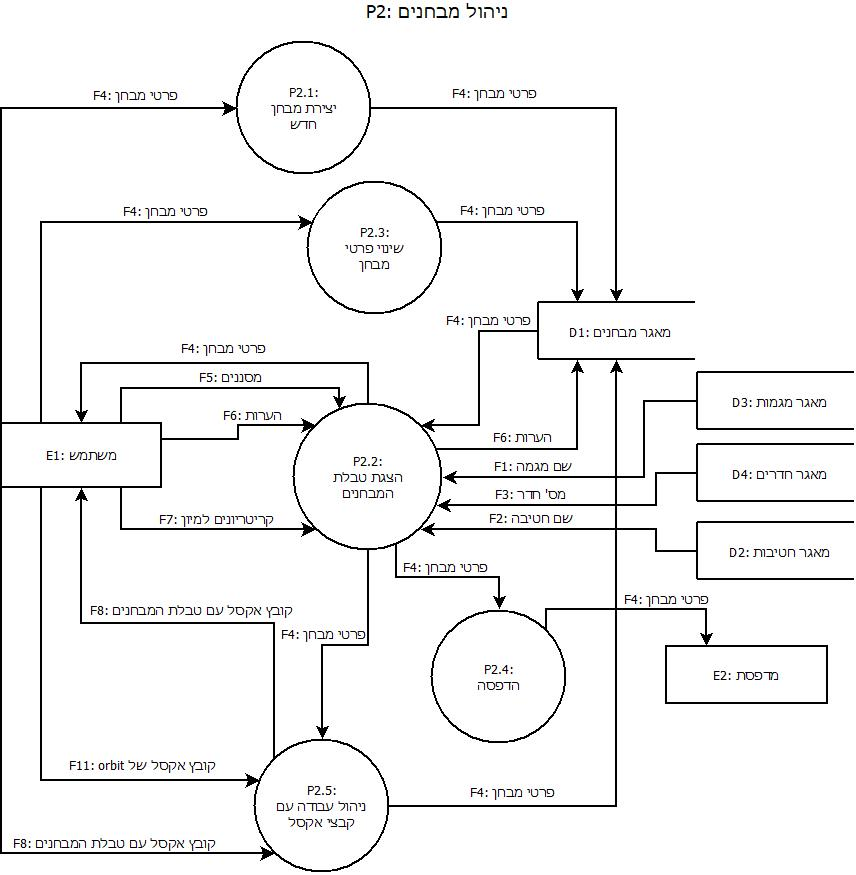 P2: ניהול מבחנים
P2.1:
יצירת מבחן
חדש
F4: פרטי מבחן
F4: פרטי מבחן
P2.3:
שינוי פרטי
מבחן
F4: פרטי מבחן
F4: פרטי מבחן
D1: מאגר מבחנים
F4: פרטי מבחן
F4: פרטי מבחן
F5: מסננים
F6: הערות
E1: משתמש
P2.2:
הצגת טבלת
המבחנים
F6: הערות
D3: מאגר מגמות
F1: שם מגמה
D4: מאגר חדרים
F3: מס' חדר
F2: שם חטיבה
D2: מאגר חטיבות
F7: קריטריונים למיון
F4: פרטי מבחן
F4: פרטי מבחן
F8: קובץ אקסל עם טבלת המבחנים
F4: פרטי מבחן
P2.4:
הדפסה
E2: מדפסת
F11: orbit קובץ אקסל של
P2.5:
ניהול עבודה עם
קבצי אקסל
F4: פרטי מבחן
F8: קובץ אקסל עם טבלת המבחנים